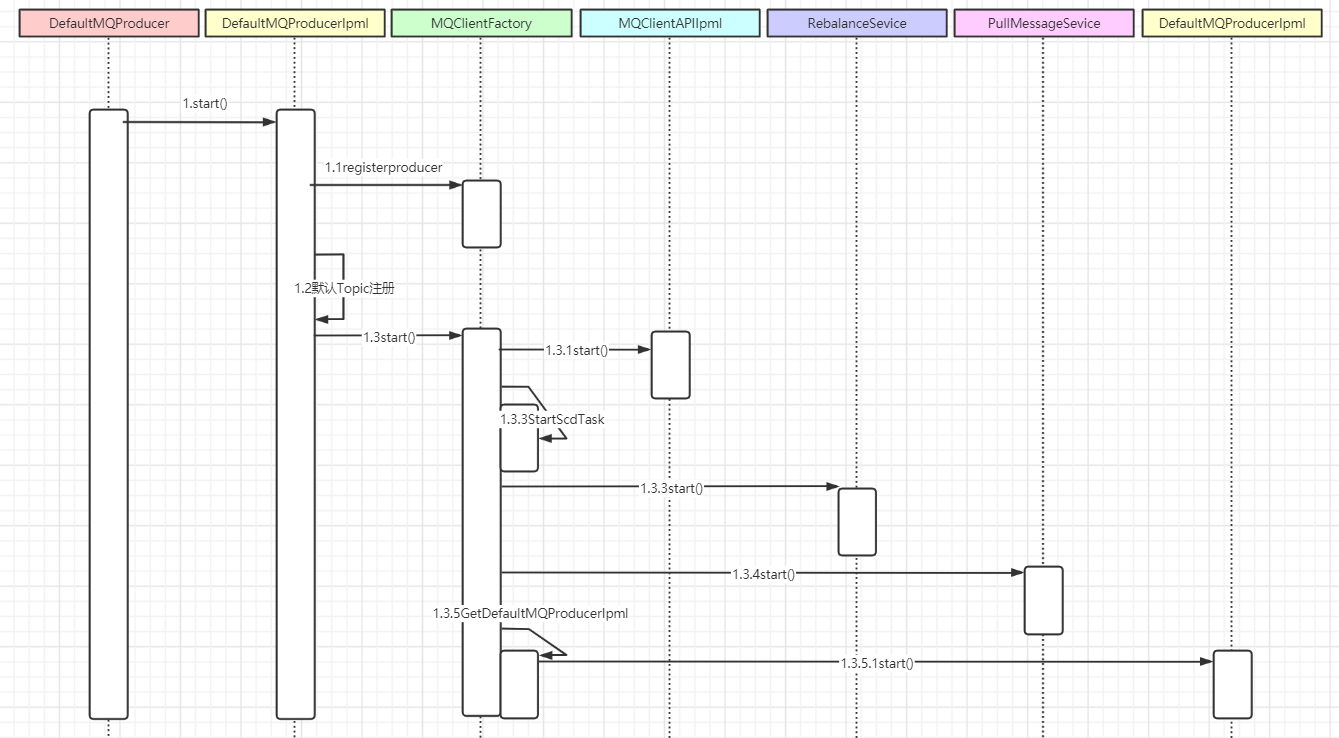 DefaultMQProducer
DefaultMQProducerIpml
MQClientFactory
MQClientAPIIpml
RebalanceSevice
PullMessageSevice
DefaultMQProducerIpml
1.start()
1.1registerproducer
1.2默认Topic注册
1.3start()
1.3.1start()
1.3.3StartScdTask
1.3.3start()
1.3.4start()
1.3.5GetDefaultMQProducerIpml
1.3.5.1start()